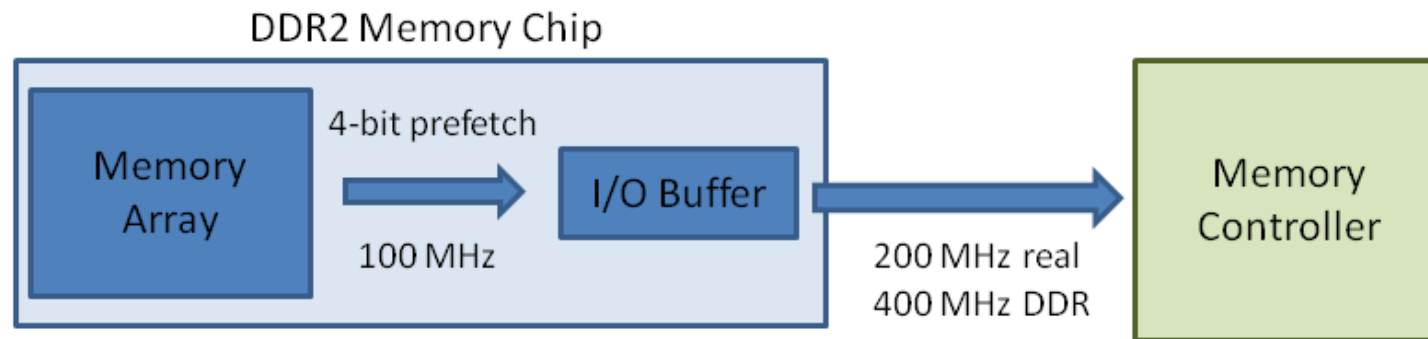 DDR2 Memory Chip
Memory
Array
4-bit prefetch
100 MHz
I/O Buffer
200 MHz real
400 MHz DDR
Memory
Controller